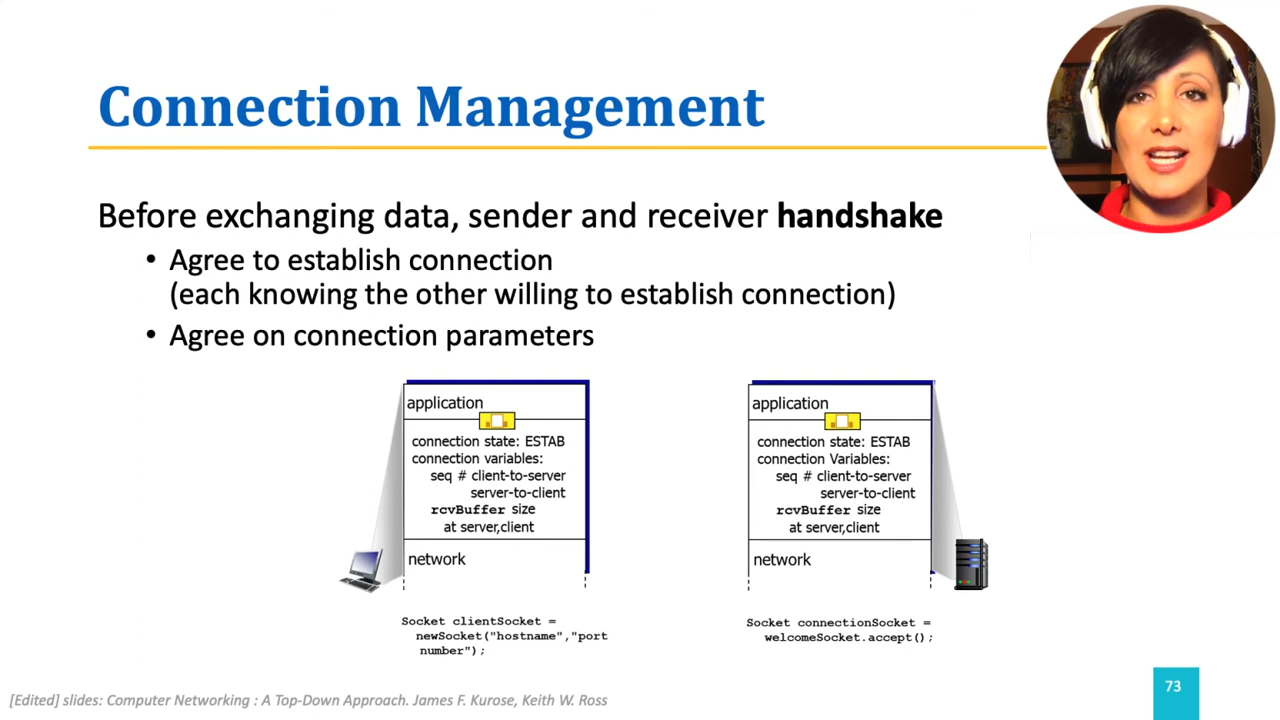 Connection Management
Before exchanging data, sender and receiver handshake
• Agree to establish connection
(each knowing the other willing to establish connection)
• Agree on connection parameters
application
connection state: ESTAB
connection variables:
seq # client-to-server
server-to-client
rcvBuffer size
at server,client
network
Socket clientSocket =
newSocket("hostname","port
number");
application
connection state: ESTAB
connection Variables:
seq # client-to-server
server-to-client
rcvBuffer size
at server,client
network
Socket connectionSocket =
welcomeSocket.accept();
[Edited] slides: Computer Networking : A Top-Down Approach. James F. Kurose, Keith W. Ross
73